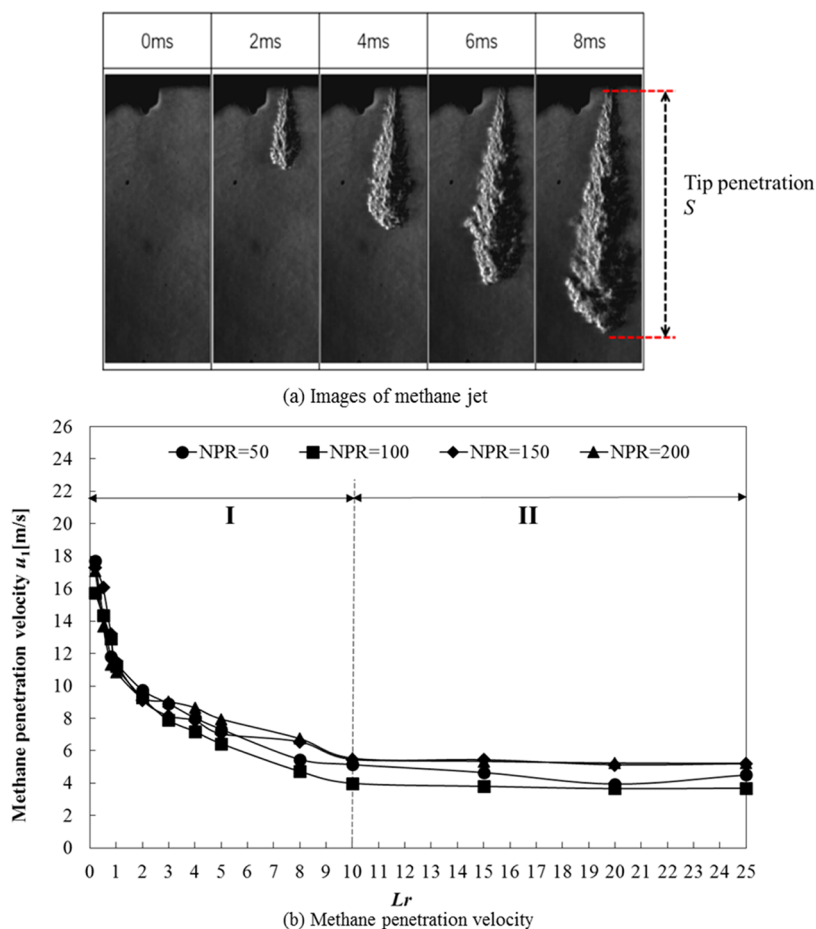 0ms 2ms 4ms 6ms 8ms
Tip penetration
S
(a) Images of methane jet
26
24
22
20
18
16
14
12
10
8
6
4
2
0
Methane penetration velocity u1[m/s]
NPR=50 NPR=100 NPR=150 NPR=200
I II
0 1 2 3 4 5 6 7 8 9 10 11 12 13 14 15 16 17 18 19 20 21 22 23 24 25
Lr
(b) Methane penetration velocity